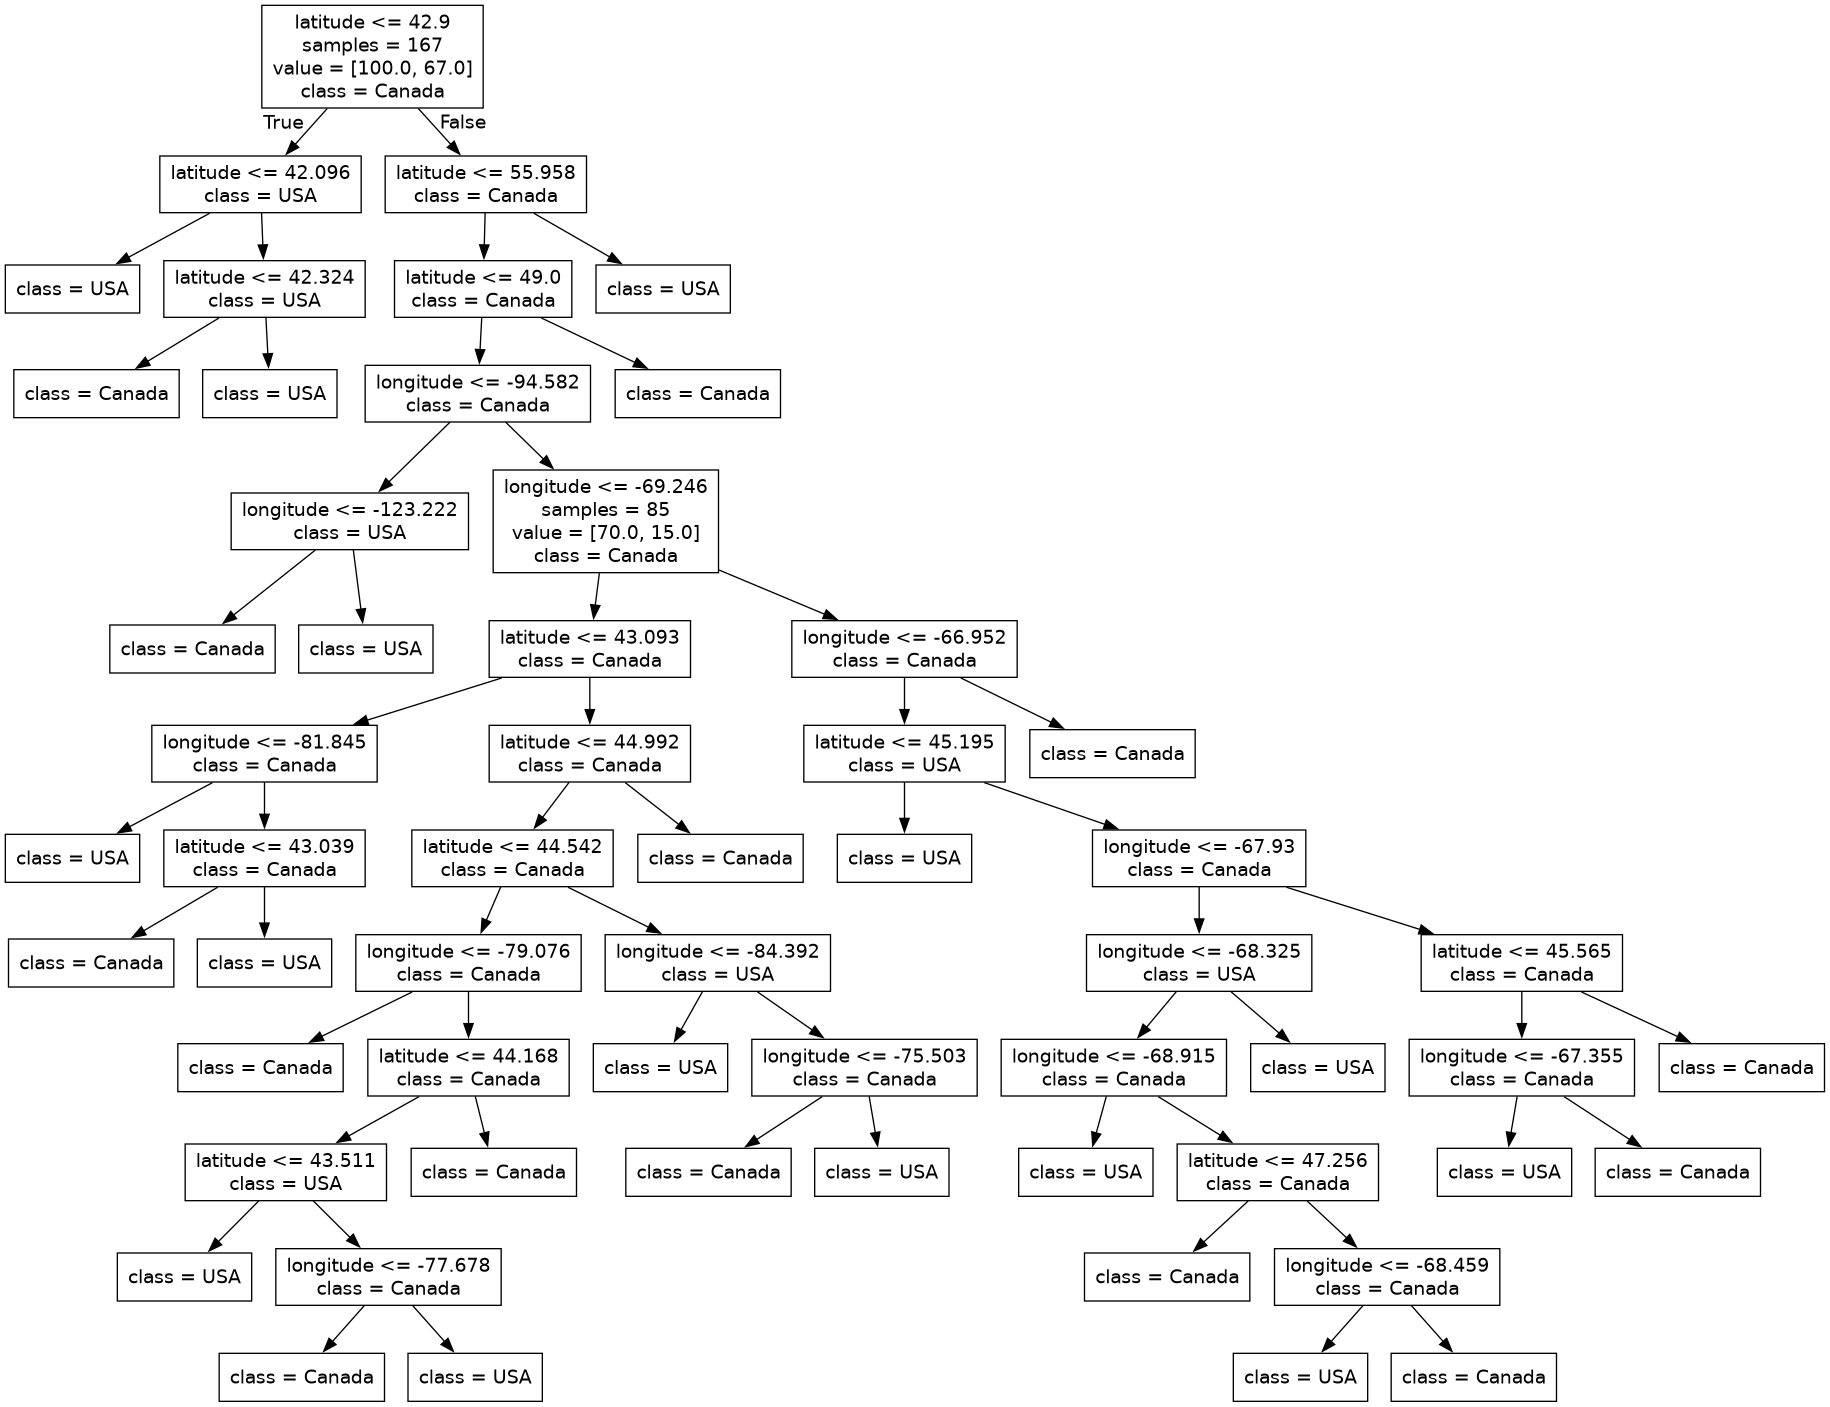 latitude <= 42.9
samples = 167
value = [100.0, 67.0]
class = Canada
True
False
latitude <= 42.096
class = USA
latitude <= 55.958
class = Canada
class = USA
latitude <= 42.324
class = USA
latitude <= 49.0
class = Canada
class = USA
class = Canada
class = USA
longitude <= -94.582
class = Canada
class = Canada
longitude <= -123.222
class = USA
longitude <= -69.246
samples = 85
value = [70.0, 15.0]
class = Canada
class = Canada
class = USA
latitude <= 43.093
class = Canada
longitude <= -66.952
class = Canada
longitude <= -81.845
class = Canada
latitude <= 44.992
class = Canada
latitude <= 45.195
class = USA
class = Canada
class = USA
latitude <= 43.039
class = Canada
latitude <= 44.542
class = Canada
class = Canada
class = USA
longitude <= -67.93
class = Canada
class = Canada
class = USA
longitude <= -79.076
class = Canada
longitude <= -84.392
class = USA
longitude <= -68.325
class = USA
latitude <= 45.565
class = Canada
class = Canada
latitude <= 44.168
class = Canada
class = USA
longitude <= -75.503
class = Canada
longitude <= -68.915
class = Canada
class = USA
longitude <= -67.355
class = Canada
class = Canada
latitude <= 43.511
class = USA
class = Canada
class = Canada
class = USA
class = USA
latitude <= 47.256
class = Canada
class = USA
class = Canada
class = USA
longitude <= -77.678
class = Canada
class = Canada
longitude <= -68.459
class = Canada
class = Canada
class = USA
class = USA
class = Canada